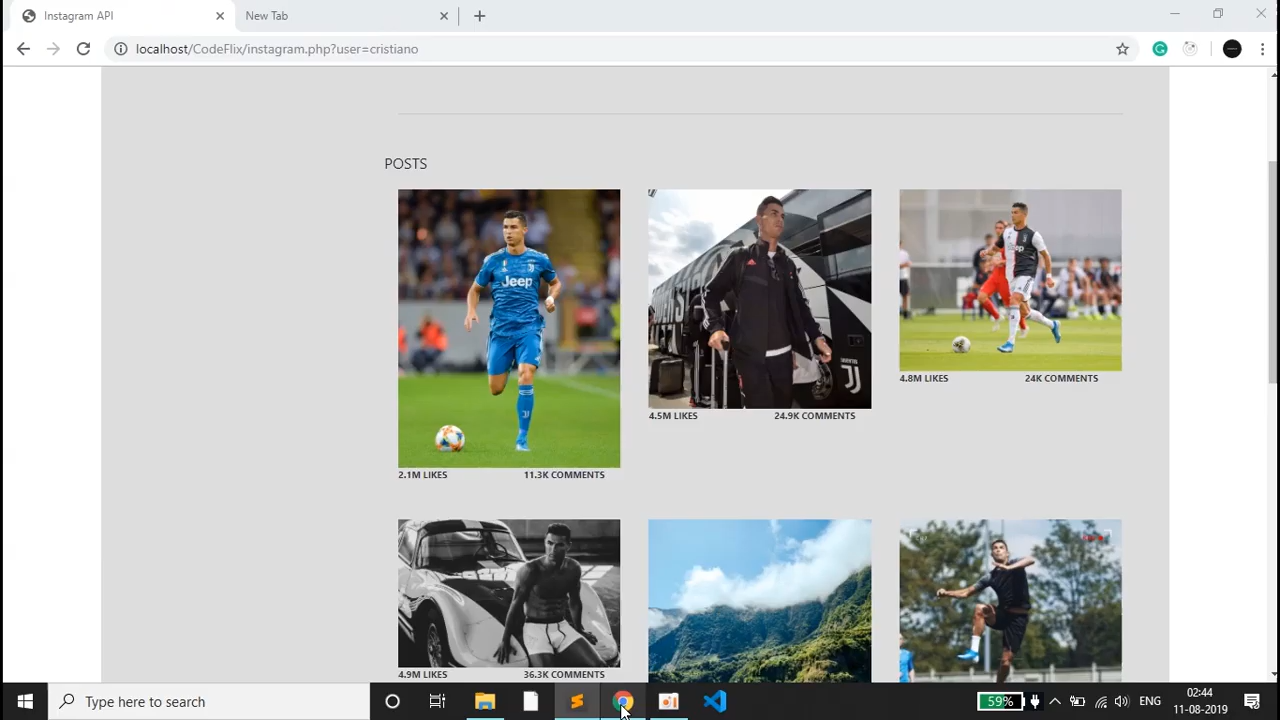 Instagram API
New Tab
localhost/CodeFlix/instagram.php?user=cristiano
POSTS
Jeep
2.1M LIKES 11.3K COMMENTS
4.5M LIKES 24.9K COMMENTS
4.8M LIKES 24K COMMENTS
4.9M LIKES 36.3K COMMENTS
Type here to search
59%
ENG
02:44
11-08-2019